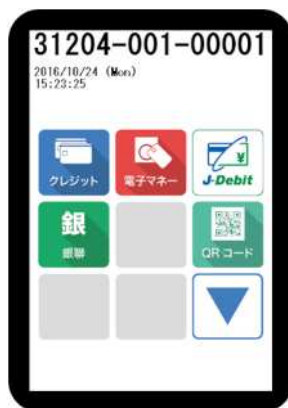 31204-001-00001
2016/10/24 (Mon)
15:23:25
クレジット
電子マネー
¥
J-Debit
銀
銀聯
QRコード